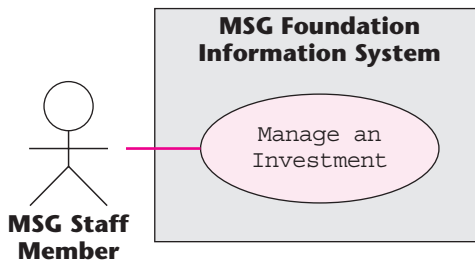 MSG Foundation
Information System
Manage an
Investment
MSG Staff
Member